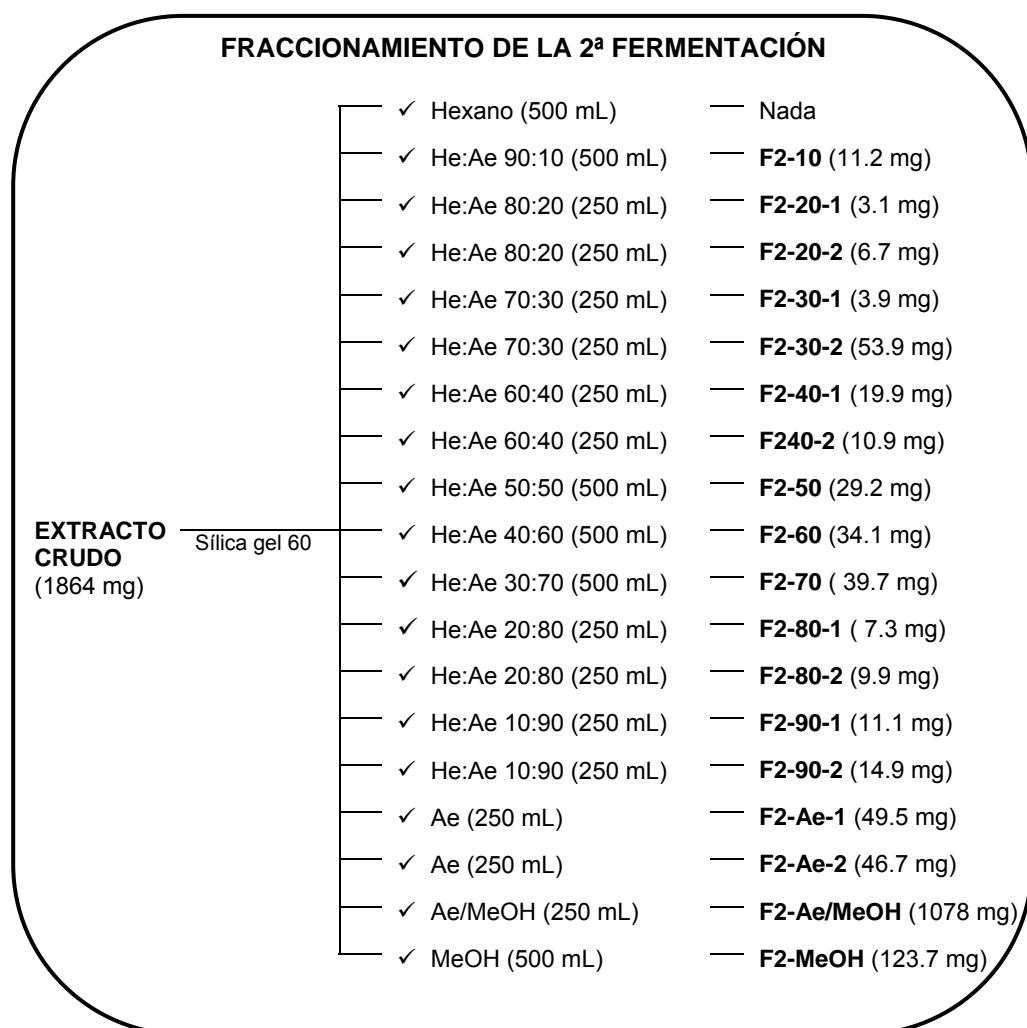 FRACCIONAMIENTO DE LA 2ª FERMENTACIÓN
✓ Hexano (500 mL) — Nada
✓ He:Ae 90:10 (500 mL) — F2-10 (11.2 mg)
✓ He:Ae 80:20 (250 mL) — F2-20-1 (3.1 mg)
✓ He:Ae 80:20 (250 mL) — F2-20-2 (6.7 mg)
✓ He:Ae 70:30 (250 mL) — F2-30-1 (3.9 mg)
✓ He:Ae 70:30 (250 mL) — F2-30-2 (53.9 mg)
✓ He:Ae 60:40 (250 mL) — F2-40-1 (19.9 mg)
✓ He:Ae 60:40 (250 mL) — F240-2 (10.9 mg)
✓ He:Ae 50:50 (500 mL) — F2-50 (29.2 mg)
EXTRACTO
CRUDO
(1864 mg)
Sílica gel 60
✓ He:Ae 40:60 (500 mL) — F2-60 (34.1 mg)
✓ He:Ae 30:70 (500 mL) — F2-70 ( 39.7 mg)
✓ He:Ae 20:80 (250 mL) — F2-80-1 ( 7.3 mg)
✓ He:Ae 20:80 (250 mL) — F2-80-2 (9.9 mg)
✓ He:Ae 10:90 (250 mL) — F2-90-1 (11.1 mg)
✓ He:Ae 10:90 (250 mL) — F2-90-2 (14.9 mg)
✓ Ae (250 mL) — F2-Ae-1 (49.5 mg)
✓ Ae (250 mL) — F2-Ae-2 (46.7 mg)
✓ Ae/MeOH (250 mL) — F2-Ae/MeOH (1078 mg)
✓ MeOH (500 mL) — F2-MeOH (123.7 mg)